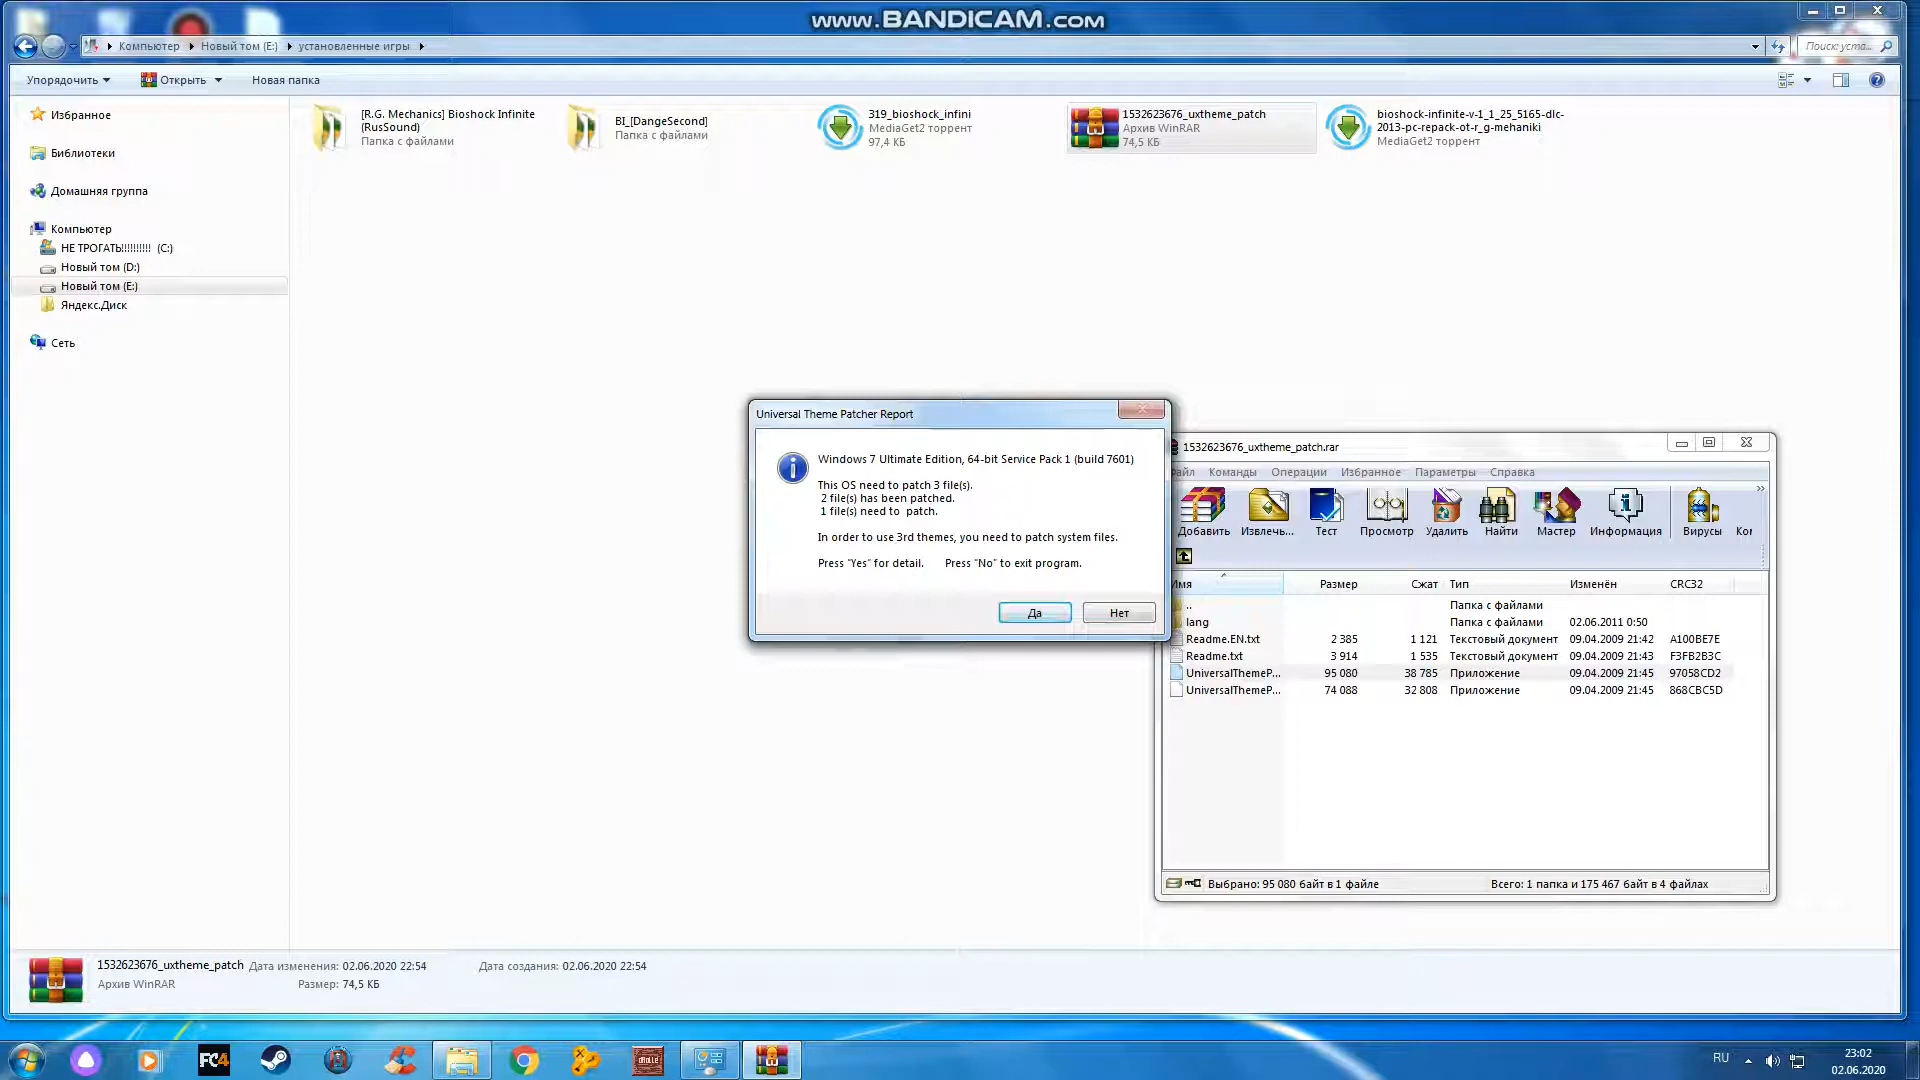 www.BANDICAM.com
Компьютер
Новый том (E:)
установленные игры
Поиск: уста...
Упорядочить
Открыть
Новая папка
Избранное
Библиотеки
Домашняя группа
Компьютер
НЕ ТРОГАТЬ!!!!!!!!!! (C:)
Новый том (D:)
Новый том (E:)
Яндекс.Диск
Сеть
[R.G. Mechanics] Bioshock Infinite
(RusSound)
Папка с файлами
BI_[DangeSecond]
Папка с файлами
319_bioshock_infini
MediaGet2 торрент
97,4 КБ
1532623676_uxtheme_patch
Архив WinRAR
74,5 КБ
bioshock-infinite-v-1_1_25_5165-dlc-
2013-pc-repack-ot-r_g-mehaniki
MediaGet2 торрент
Universal Theme Patcher Report
Windows 7 Ultimate Edition, 64-bit Service Pack 1 (build 7601)
This OS need to patch 3 file(s).
2 file(s) has been patched.
1 file(s) need to patch.
In order to use 3rd themes, you need to patch system files.
Press "Yes" for detail. Press "No" to exit program.
Да
Нет
1532623676_uxtheme_patch.rar
айл Команды Операции Избранное Параметры Справка
Добавить Извлечь... Тест Просмотр Удалить Найти Мастер Информация Вирусы Ког
Имя Размер Сжат Тип Изменён CRC32
.. Папка с файлами
lang Папка с файлами 02.06.2011 0:50
Readme.EN.txt 2 385 1 121 Текстовый документ 09.04.2009 21:42 A100BE7E
Readme.txt 3 914 1 535 Текстовый документ 09.04.2009 21:43 F3FB2B3C
UniversalThemeP... 95 080 38 785 Приложение 09.04.2009 21:45 97058CD2
UniversalThemeP... 74 088 32 808 Приложение 09.04.2009 21:45 868CBC5D
Выбрано: 95 080 байт в 1 файле
Всего: 1 папка и 175 467 байт в 4 файлах
1532623676_uxtheme_patch Дата изменения: 02.06.2020 22:54 Дата создания: 02.06.2020 22:54
Архив WinRAR Размер: 74,5 КБ
FC4
RU
23:02
02.06.2020